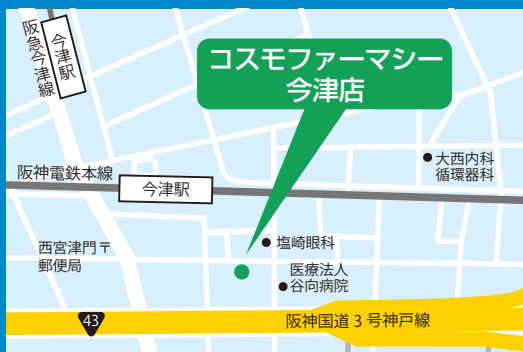 阪急今津線
今津駅
コスモファーマシー
今津店
大西内科
循環器科
阪神電鉄本線
今津駅
塩崎眼科
西宮津門〒
郵便局
医療法人
谷向病院
43
阪神国道3号神戸線